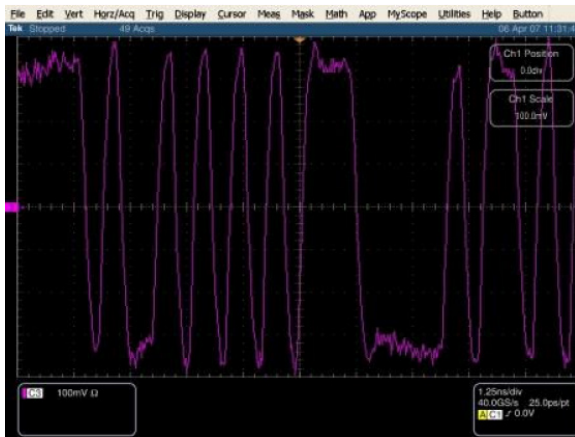 File Edit Vert Horz/Acq Trig Display Cursor Meas Mask Math App MyScope Utilities Help Button
Tek Stopped 49 Acqs 06 Apr 07 11:31:4
Ch1 Position
0.0div
Ch1 Scale
100.0mV
C3 100mV Ω
1.25ns/div
40.0GS/s 25.0ps/pt
A C1 0.0V